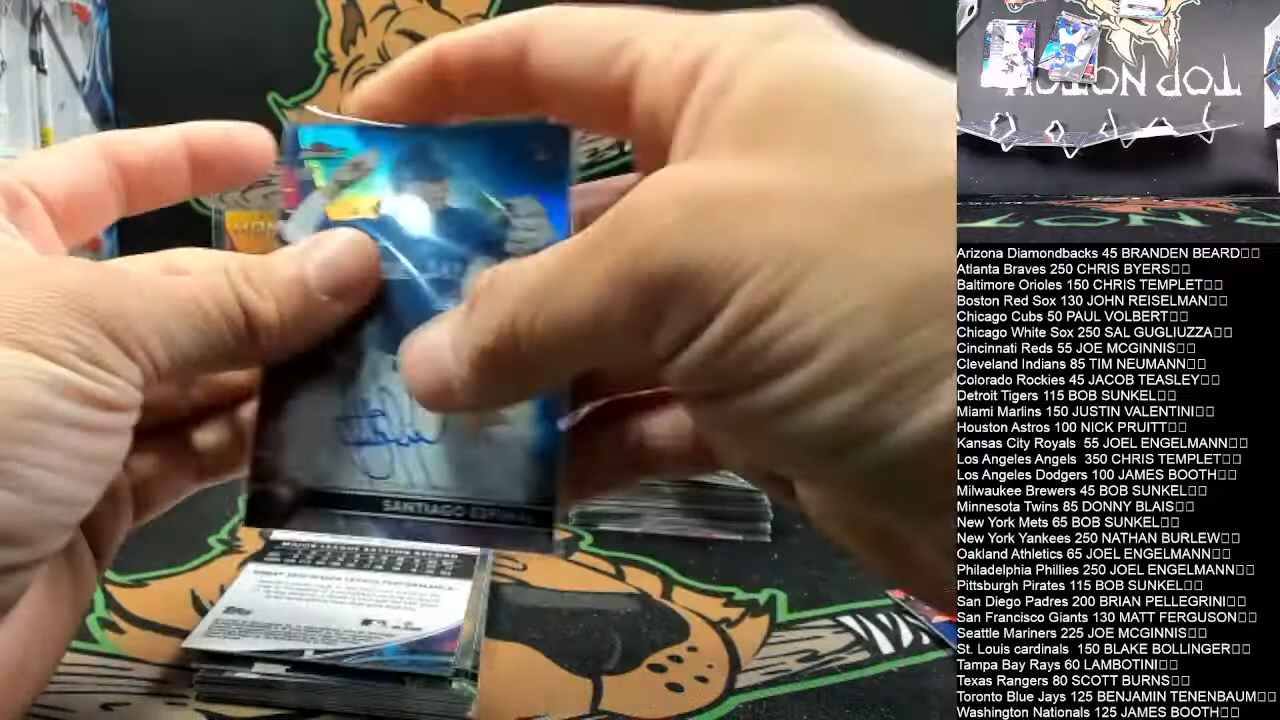 TOP NOTCH
SANTIAGO ESPINAL
MAJOR LEAGUE BATTING RECORD
Arizona Diamondbacks 45 BRANDEN BEARD
Atlanta Braves 250 CHRIS BYERS
Baltimore Orioles 150 CHRIS TEMPLET
Boston Red Sox 130 JOHN REISELMAN
Chicago Cubs 50 PAUL VOLBERT
Chicago White Sox 250 SAL GUGLIUZZA
Cincinnati Reds 55 JOE MCGINNIS
Cleveland Indians 85 TIM NEUMANN
Colorado Rockies 45 JACOB TEASLEY
Detroit Tigers 115 BOB SUNKEL
Miami Marlins 150 JUSTIN VALENTINI
Houston Astros 100 NICK PRUITT
Kansas City Royals 55 JOEL ENGELMANN
Los Angeles Angels 350 CHRIS TEMPLET
Los Angeles Dodgers 100 JAMES BOOTH
Milwaukee Brewers 45 BOB SUNKEL
Minnesota Twins 85 DONNY BLAIS
New York Mets 65 BOB SUNKEL
New York Yankees 250 NATHAN BURLEW
Oakland Athletics 65 JOEL ENGELMANN
Philadelphia Phillies 250 JOEL ENGELMANN
Pittsburgh Pirates 115 BOB SUNKEL
San Diego Padres 200 BRIAN PELLEGRINI
San Francisco Giants 130 MATT FERGUSON
Seattle Mariners 225 JOE MCGINNIS
St. Louis cardinals 150 BLAKE BOLLINGER
Tampa Bay Rays 60 LAMBOTINI
Texas Rangers 80 SCOTT BURNS
Toronto Blue Jays 125 BENJAMIN TENENBAUM
Washington Nationals 125 JAMES BOOTH